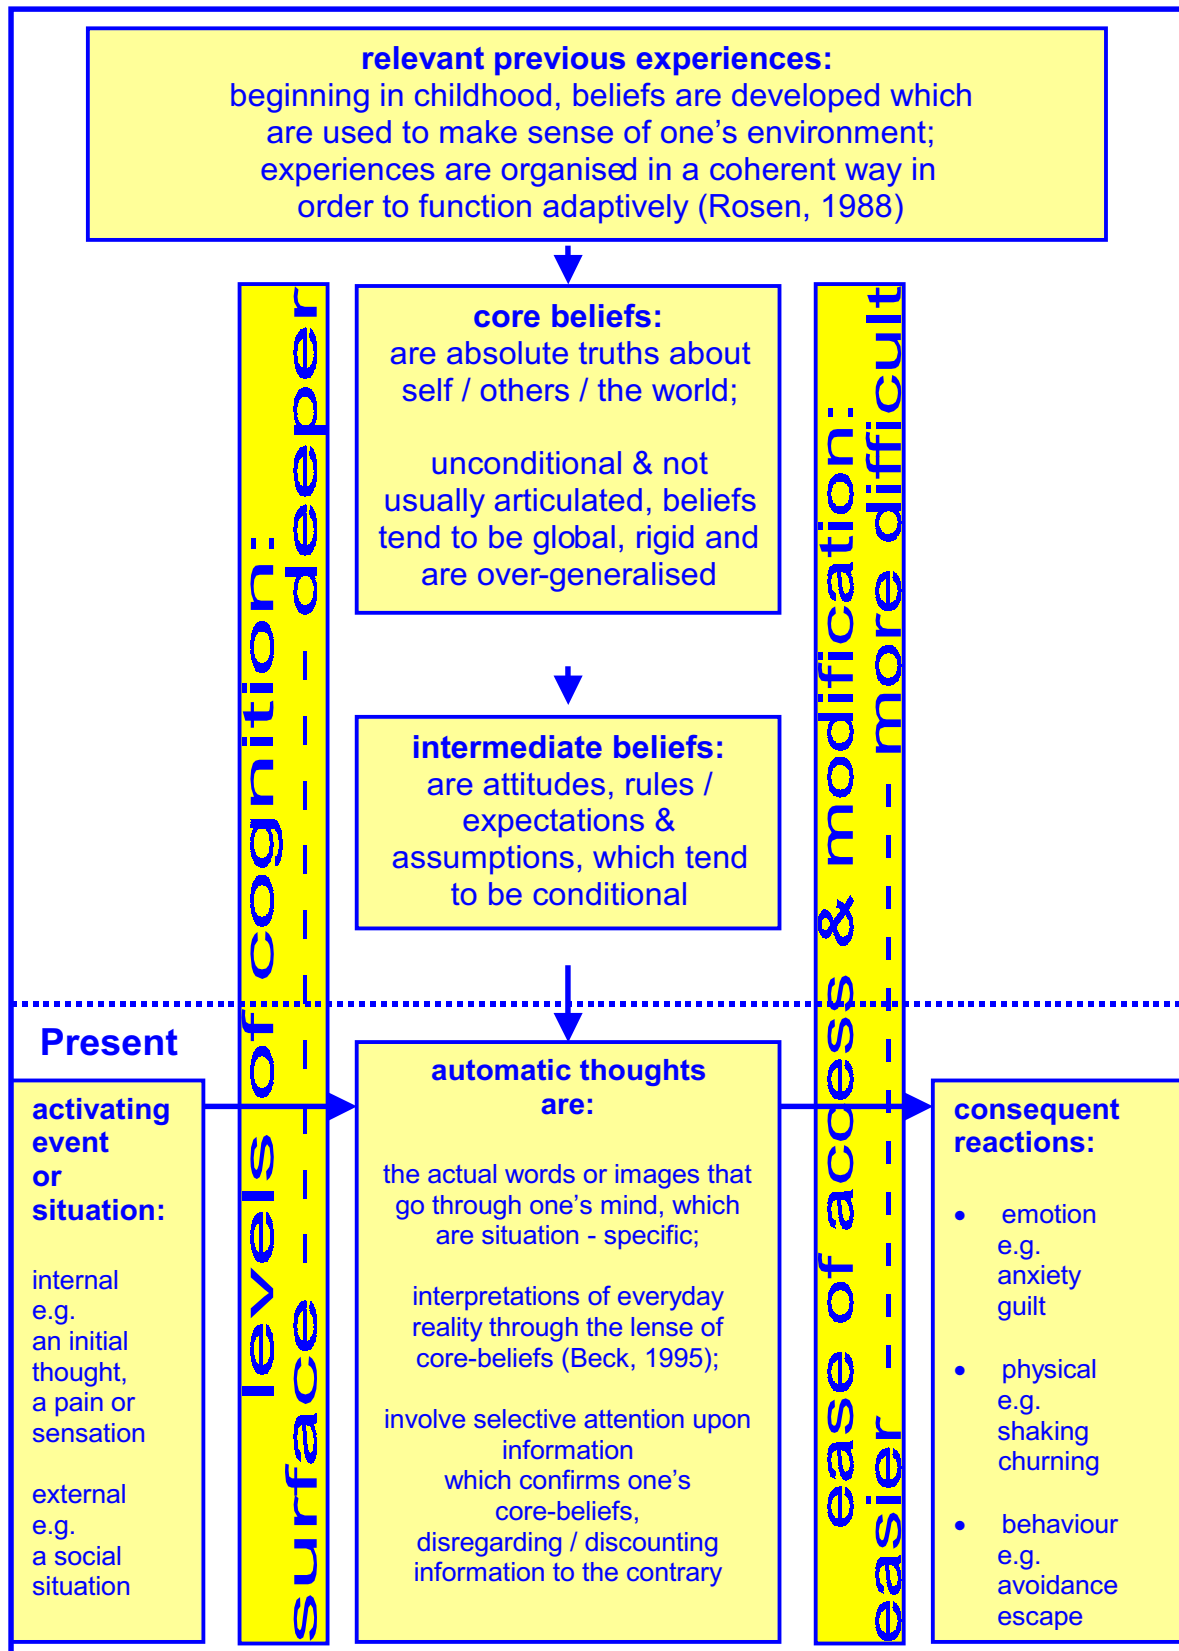 relevant previous experiences:
beginning in childhood, beliefs are developed which
are used to make sense of one’s environment;
experiences are organised in a coherent way in
order to function adaptively (Rosen, 1988)
levels of cognition:
surface - - - - - - - - - deeper
core beliefs:
are absolute truths about
self / others / the world;
unconditional & not
usually articulated, beliefs
tend to be global, rigid and
are over-generalised
intermediate beliefs:
are attitudes, rules /
expectations &
assumptions, which tend
to be conditional
ease of access & modification:
easier - - - - - - - - - - - - more difficult
Present
activating
event
or
situation:
internal
e.g.
an initial
thought,
a pain or
sensation
external
e.g.
a social
situation
automatic thoughts
are:
the actual words or images that
go through one’s mind, which
are situation - specific;
interpretations of everyday
reality through the lense of
core-beliefs (Beck, 1995);
involve selective attention upon
information
which confirms one’s
core-beliefs,
disregarding / discounting
information to the contrary
consequent
reactions:
• emotion
e.g.
anxiety
guilt
• physical
e.g.
shaking
churning
• behaviour
e.g.
avoidance
escape